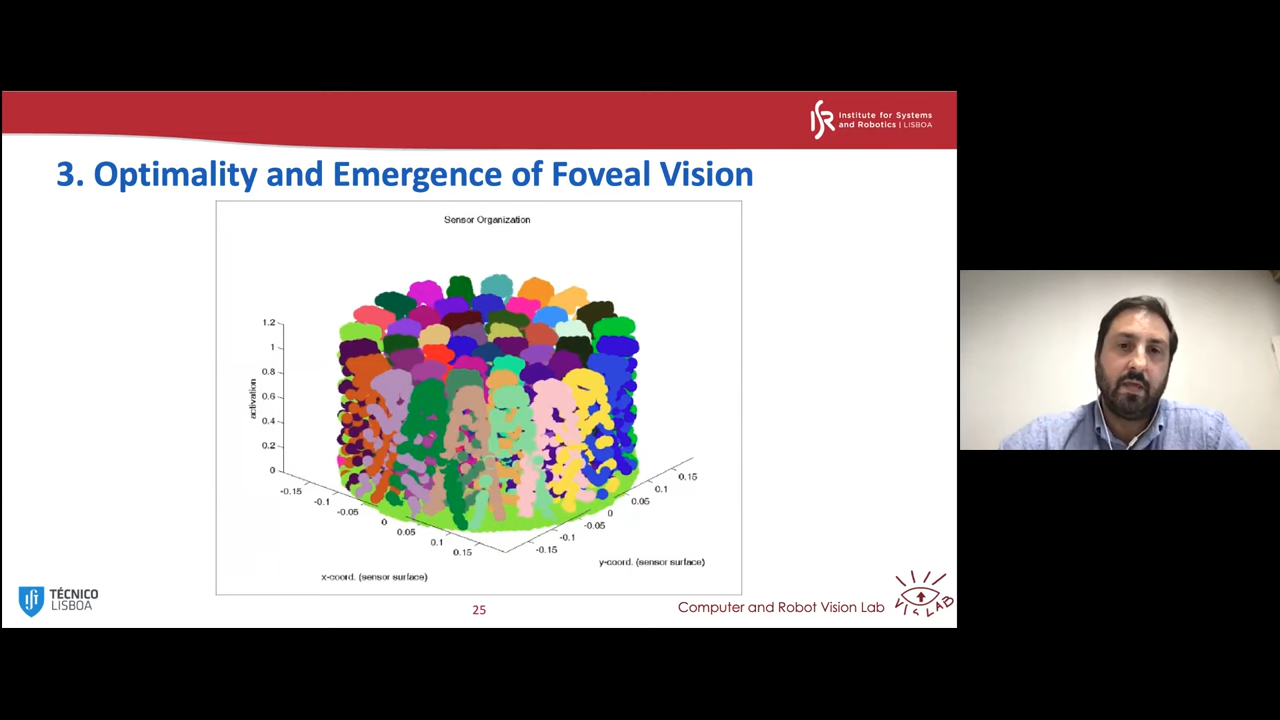 Institute for Systems
and Robotics | LISBOA
3. Optimality and Emergence of Foveal Vision
Sensor Organization
1.2
1
0.8
0.6
0.4
0.2
0
activation
-0.15
-0.1
-0.05
0
0.05
0.1
0.15
x-coord. (sensor surface)
0.15
0.1
0.05
0
-0.05
-0.1
-0.15
y-coord. (sensor surface)
TÉCNICO
LISBOA
25
Computer and Robot Vision Lab
VISLAB